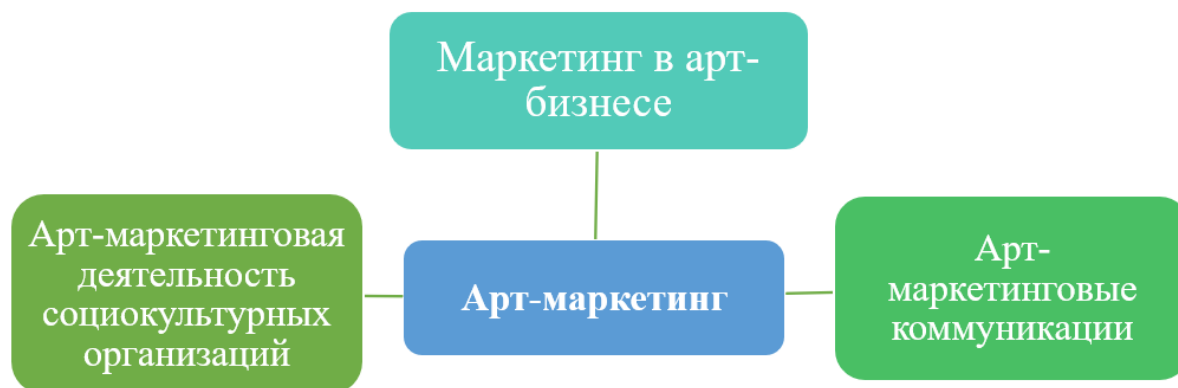 Маркетинг в арт-
бизнесе
Арт-маркетинговая
деятельность
социокультурных
организаций
Арт-маркетинг
Арт-
маркетинговые
коммуникации